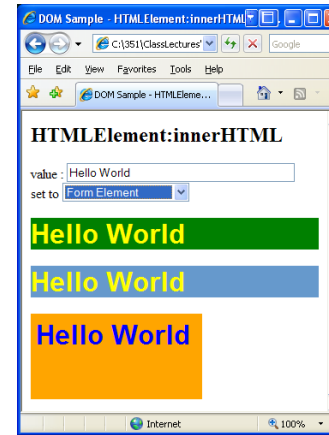 DOM Sample - HTMLElement:innerHTML
C:\351\ClassLectures'
Google
File Edit View Favorites Tools Help
DOM Sample - HTMLEleme...
HTMLElement:innerHTML
value : Hello World
set to Form Element
Hello World
Hello World
Hello World
Internet 100%